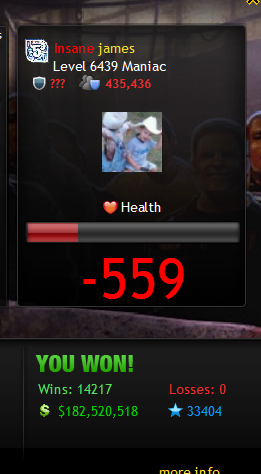 insane james
Level 6439 Maniac
??? 435,436
Health
-559
YOU WON!
Wins: 14217 Losses: 0
$ $182,520,518 33404
more info